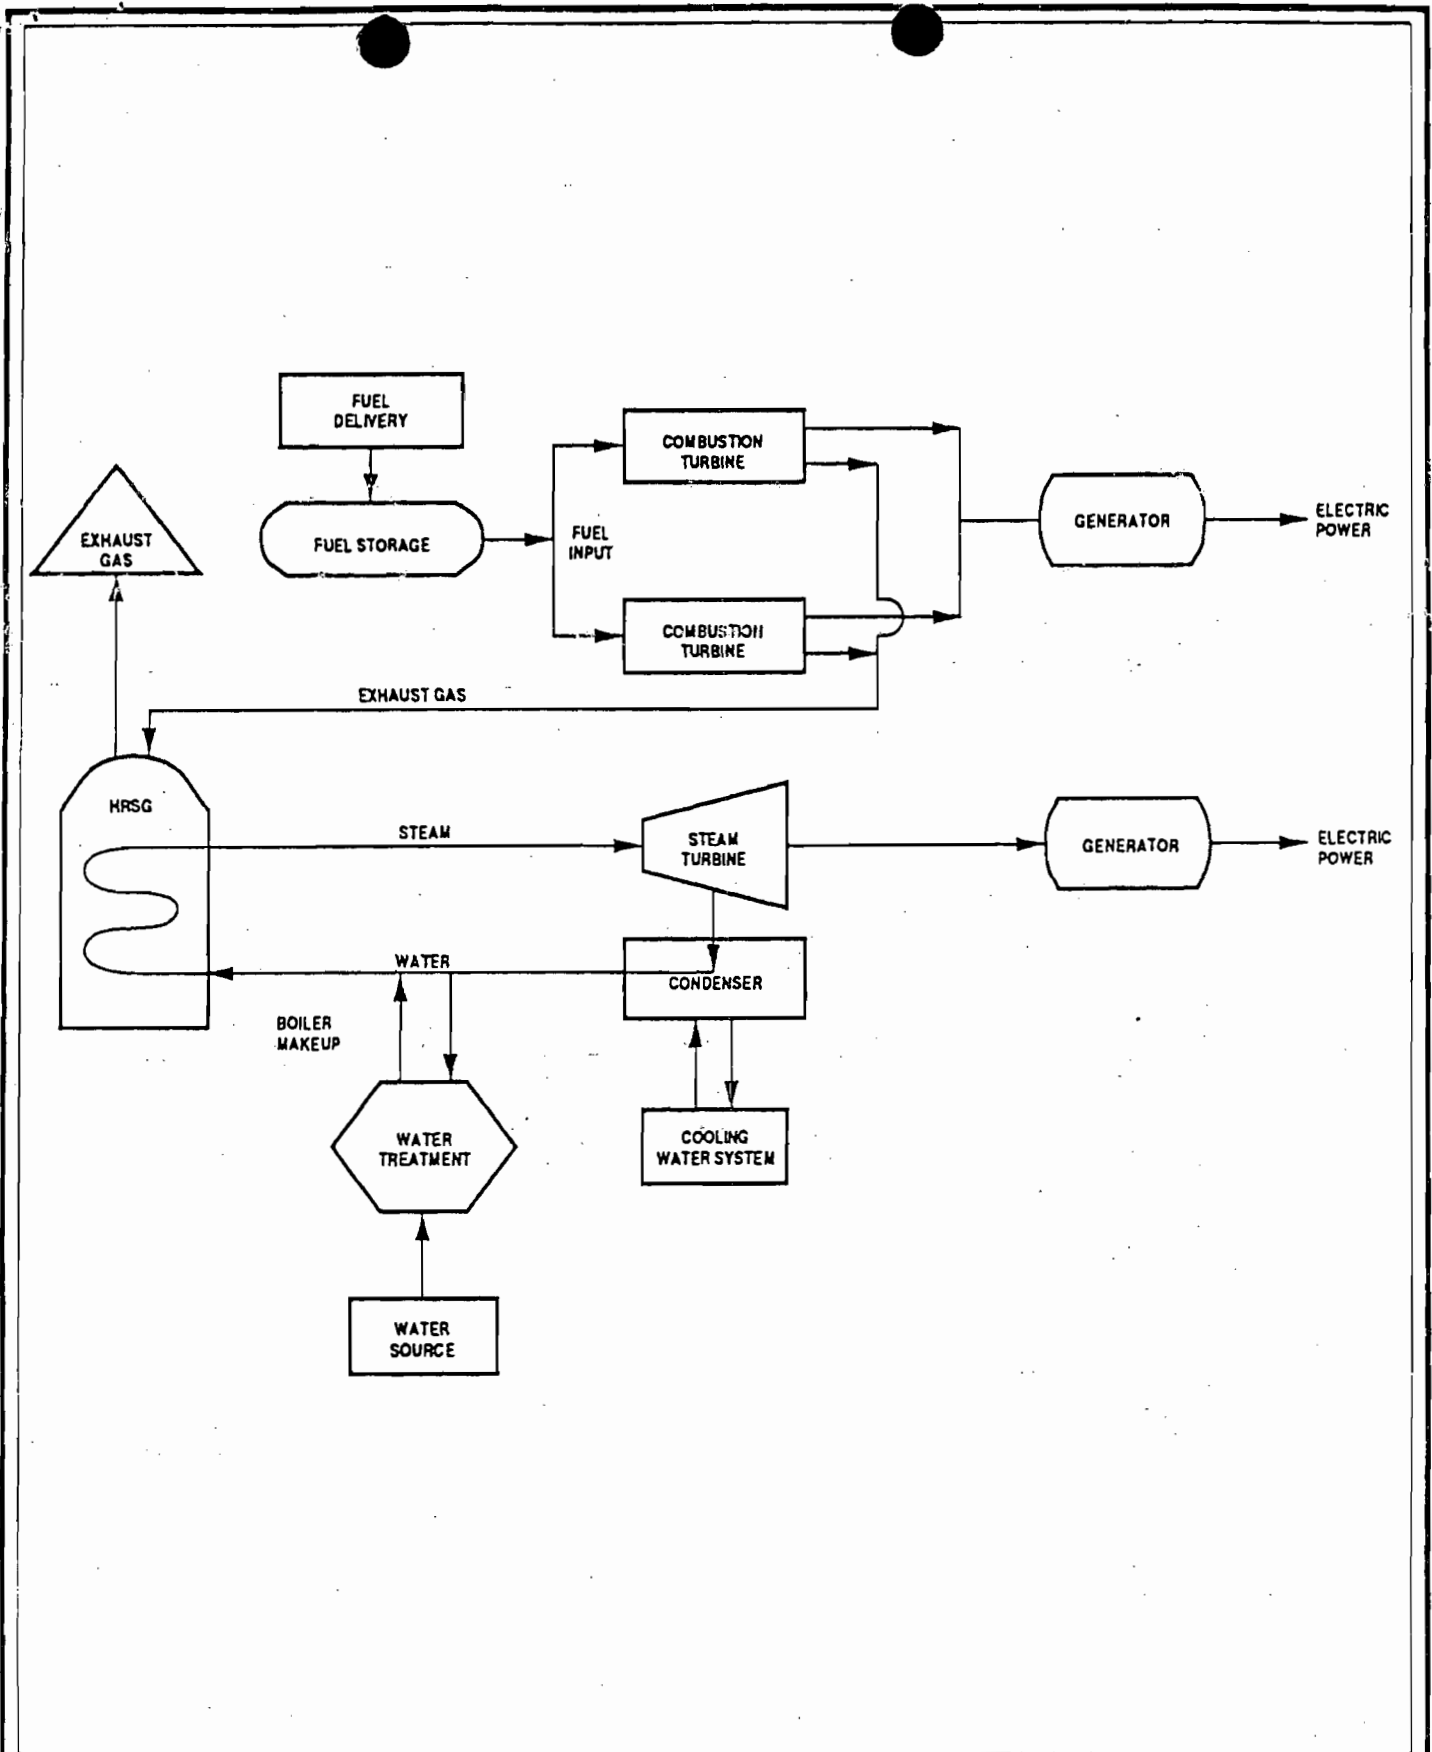 FUEL
DELIVERY
COMBUSTION
TURBINE
EXHAUST
GAS
FUEL STORAGE
FUEL
INPUT
GENERATOR
ELECTRIC
POWER
COMBUSTION
TURBINE
EXHAUST GAS
HRSG
STEAM
STEAM
TURBINE
GENERATOR
ELECTRIC
POWER
WATER
CONDENSER
BOILER
MAKEUP
WATER
TREATMENT
COOLING
WATER SYSTEM
WATER
SOURCE